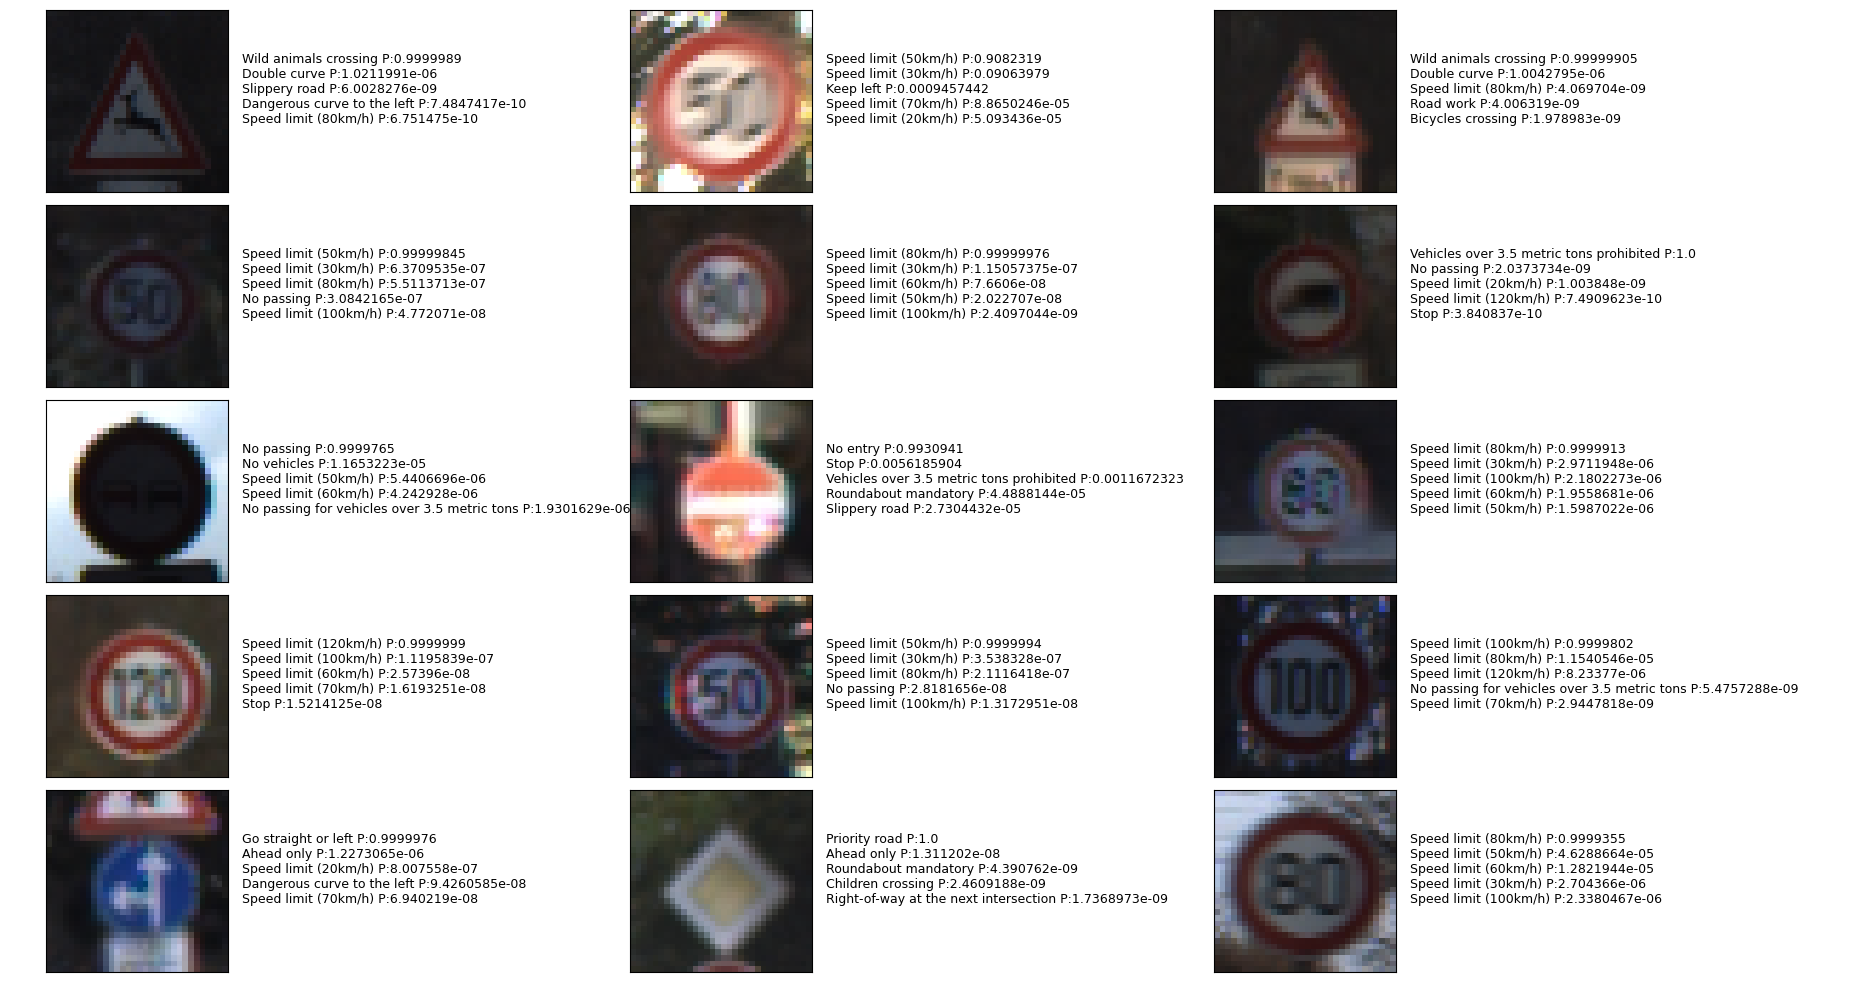 Wild animals crossing P:0.9999989
Double curve P:1.0211991e-06
Slippery road P:6.0028276e-09
Dangerous curve to the left P:7.4847417e-10
Speed limit (80km/h) P:6.751475e-10
50
Speed limit (50km/h) P:0.9082319
Speed limit (30km/h) P:0.09063979
Keep left P:0.0009457442
Speed limit (70km/h) P:8.8650246e-05
Speed limit (20km/h) P:5.093436e-05
Wild animals crossing P:0.99999905
Double curve P:1.0042795e-06
Speed limit (80km/h) P:4.069704e-09
Road work P:4.006319e-09
Bicycles crossing P:1.978983e-09
50
Speed limit (50km/h) P:0.99999845
Speed limit (30km/h) P:6.3709535e-07
Speed limit (80km/h) P:5.5113713e-07
No passing P:3.0842165e-07
Speed limit (100km/h) P:4.772071e-08
80
Speed limit (80km/h) P:0.99999976
Speed limit (30km/h) P:1.15057375e-07
Speed limit (60km/h) P:7.6606e-08
Speed limit (50km/h) P:2.022707e-08
Speed limit (100km/h) P:2.4097044e-09
Vehicles over 3.5 metric tons prohibited P:1.0
No passing P:2.0373734e-09
Speed limit (20km/h) P:1.003848e-09
Speed limit (120km/h) P:7.4909623e-10
Stop P:3.840837e-10
No passing P:0.9999765
No vehicles P:1.1653223e-05
Speed limit (50km/h) P:5.4406696e-06
Speed limit (60km/h) P:4.242928e-06
No passing for vehicles over 3.5 metric tons P:1.9301629e-06
No entry P:0.9930941
Stop P:0.0056185904
Vehicles over 3.5 metric tons prohibited P:0.0011672323
Roundabout mandatory P:4.4888144e-05
Slippery road P:2.7304432e-05
80
Speed limit (80km/h) P:0.9999913
Speed limit (30km/h) P:2.9711948e-06
Speed limit (100km/h) P:2.1802273e-06
Speed limit (60km/h) P:1.9558681e-06
Speed limit (50km/h) P:1.5987022e-06
120
Speed limit (120km/h) P:0.9999999
Speed limit (100km/h) P:1.1195839e-07
Speed limit (60km/h) P:2.57396e-08
Speed limit (70km/h) P:1.6193251e-08
Stop P:1.5214125e-08
50
Speed limit (50km/h) P:0.9999994
Speed limit (30km/h) P:3.538328e-07
Speed limit (80km/h) P:2.1116418e-07
No passing P:2.8181656e-08
Speed limit (100km/h) P:1.3172951e-08
100
Speed limit (100km/h) P:0.9999802
Speed limit (80km/h) P:1.1540546e-05
Speed limit (120km/h) P:8.23377e-06
No passing for vehicles over 3.5 metric tons P:5.4757288e-09
Speed limit (70km/h) P:2.9447818e-09
Go straight or left P:0.9999976
Ahead only P:1.2273065e-06
Speed limit (20km/h) P:8.007558e-07
Dangerous curve to the left P:9.4260585e-08
Speed limit (70km/h) P:6.940219e-08
Priority road P:1.0
Ahead only P:1.311202e-08
Roundabout mandatory P:4.390762e-09
Children crossing P:2.4609188e-09
Right-of-way at the next intersection P:1.7368973e-09
80
Speed limit (80km/h) P:0.9999355
Speed limit (50km/h) P:4.6288664e-05
Speed limit (60km/h) P:1.2821944e-05
Speed limit (30km/h) P:2.704366e-06
Speed limit (100km/h) P:2.3380467e-06